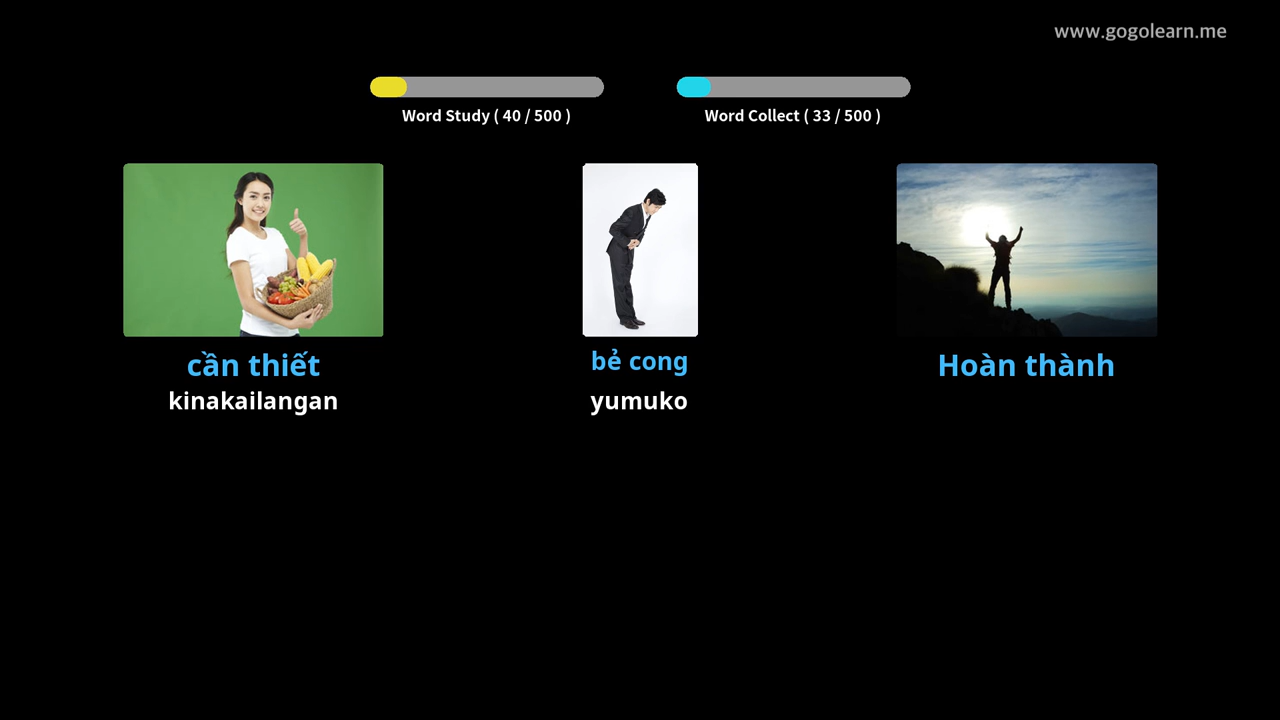 www.gogolearn.me
Word Study ( 40 / 500 )
Word Collect ( 33 / 500 )
cần thiết
kinakailangan
bẻ cong
yumuko
Hoàn thành